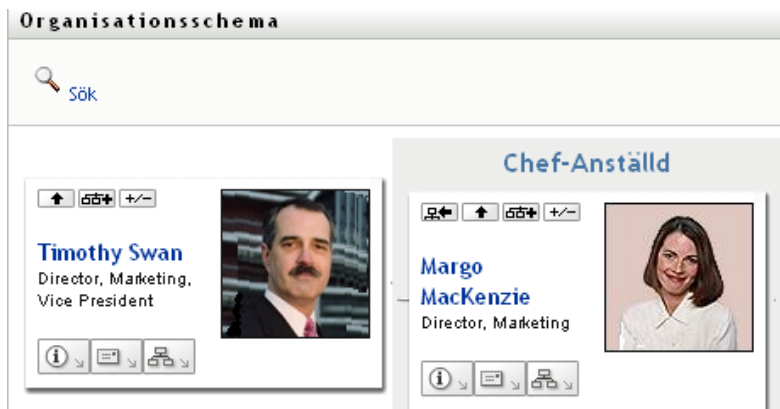 Organisationsschema
Sök
Chef-Anställd
+/-
Timothy Swan
Director, Marketing,
Vice President
+/-
Margo
MacKenzie
Director, Marketing